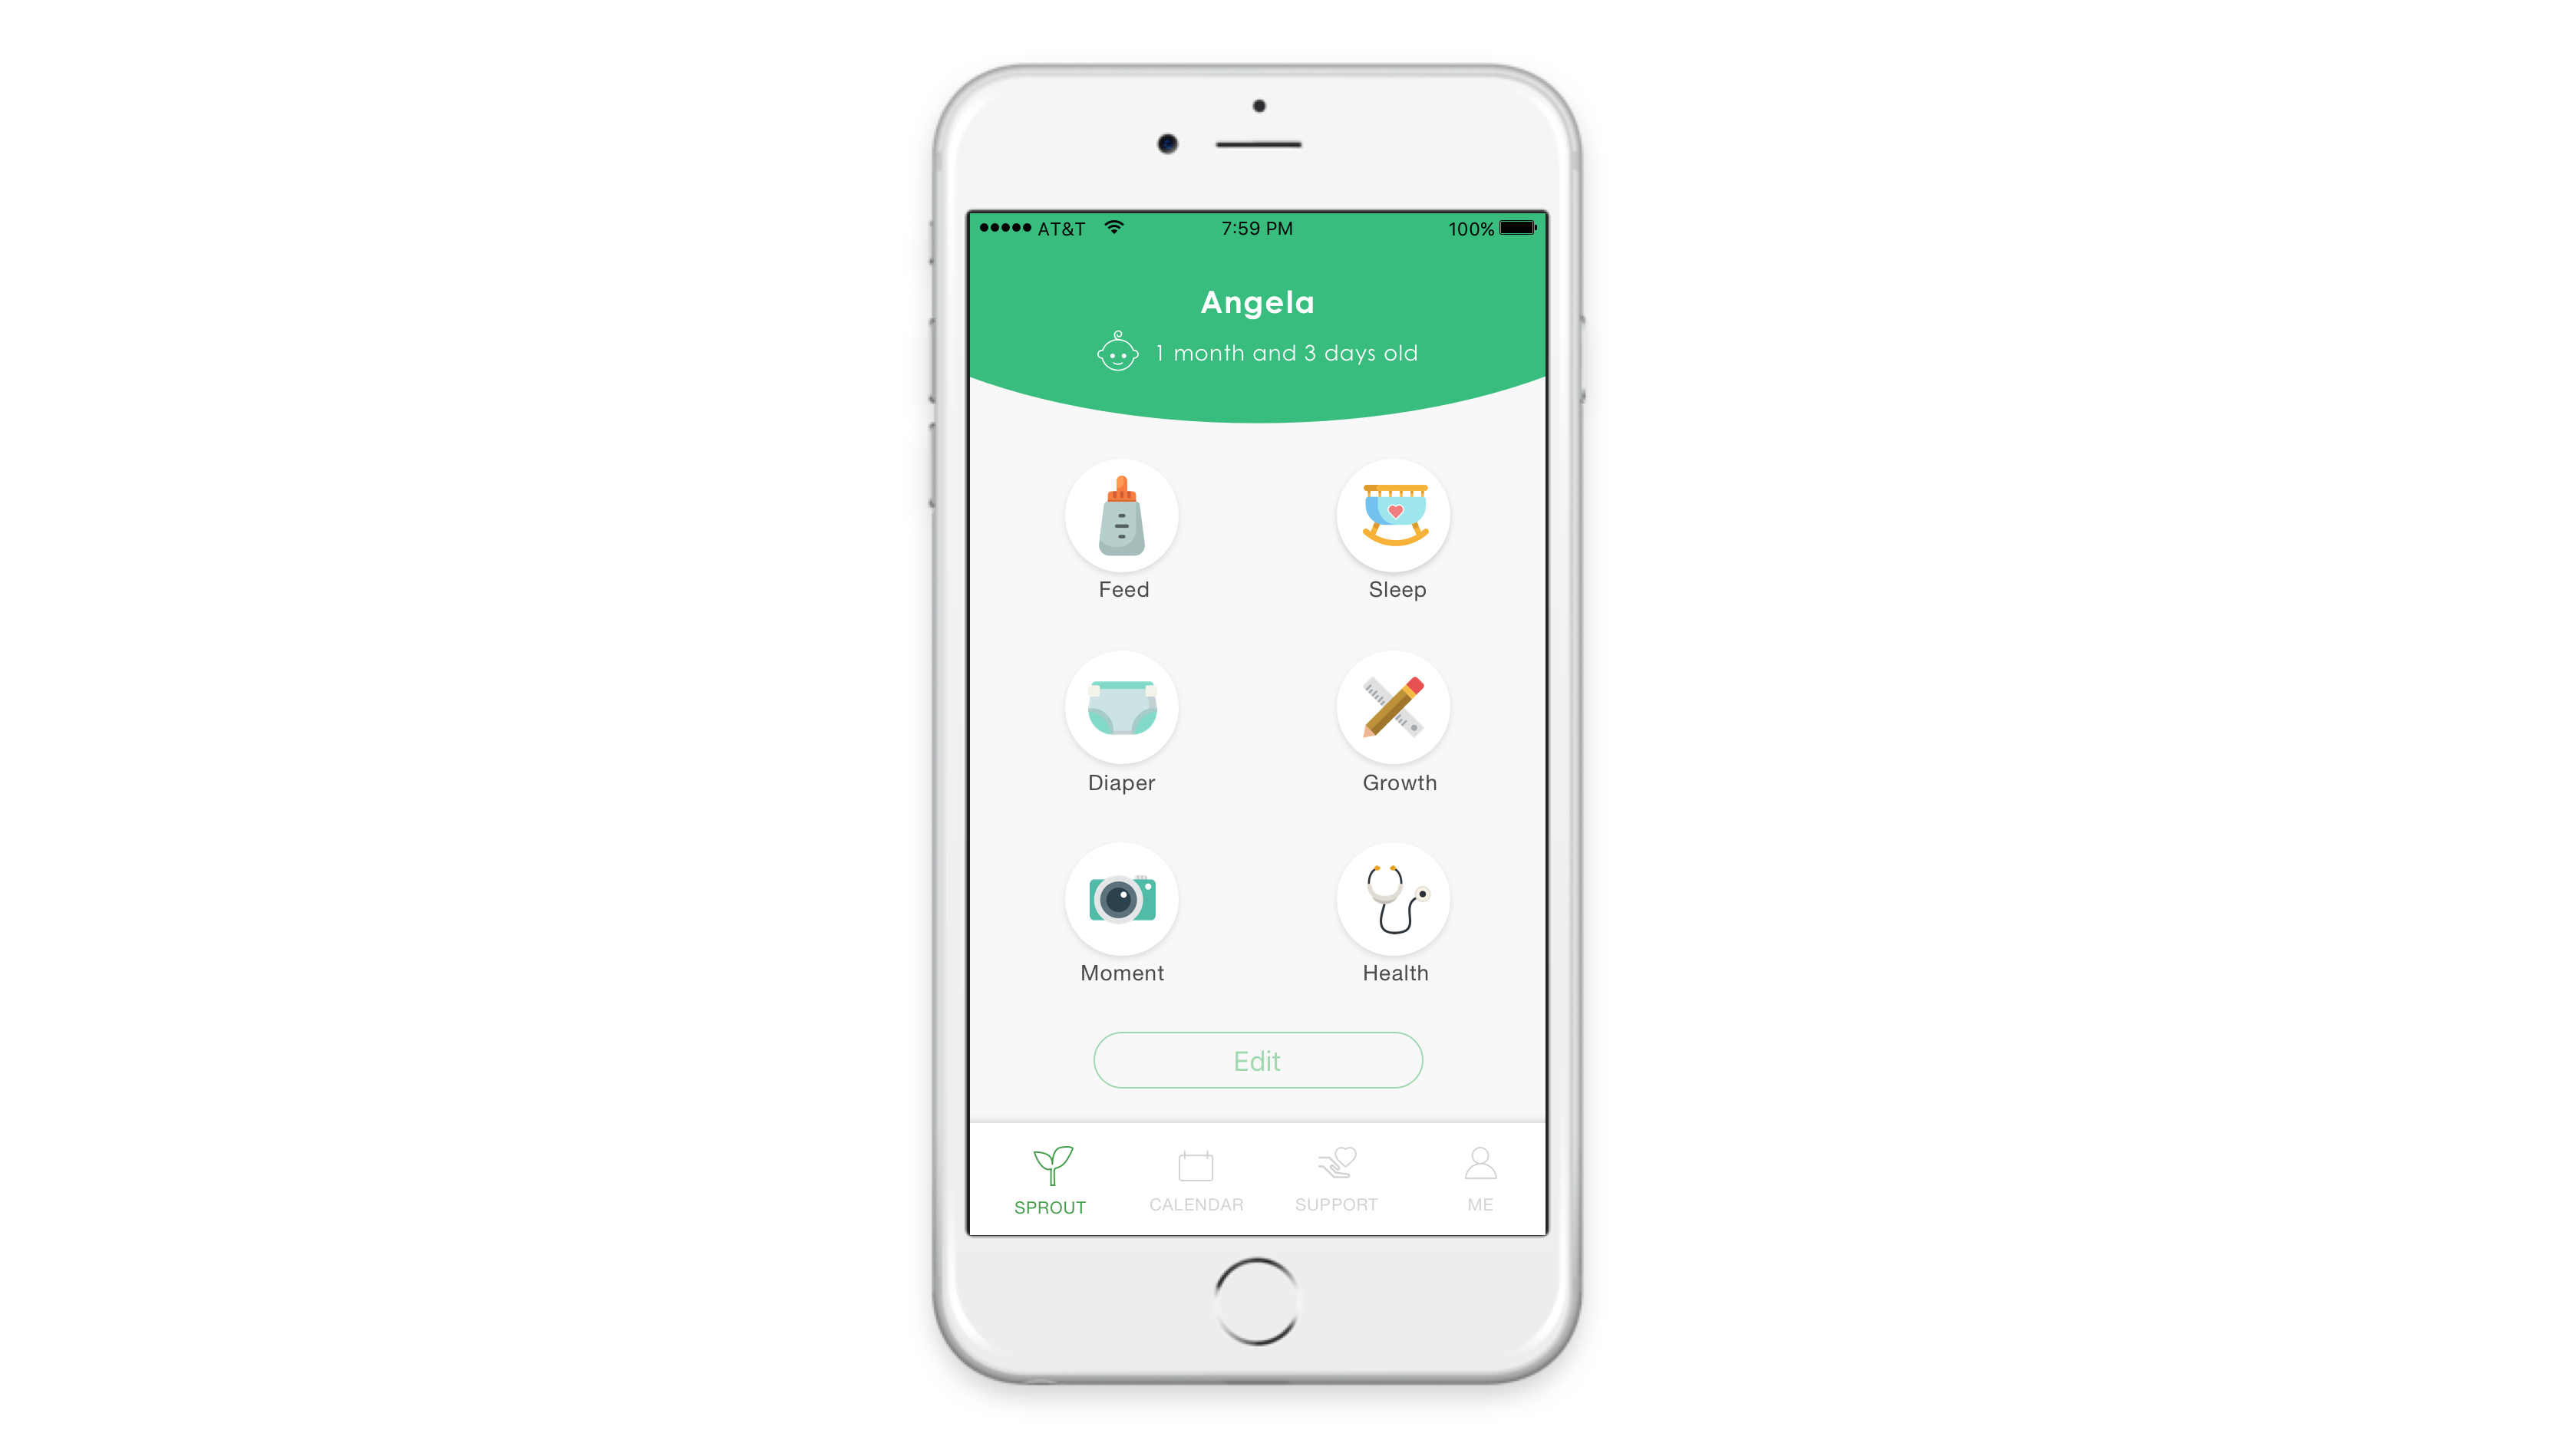 AT&T 7:59 PM 100%
Angela
1 month and 3 days old
Feed Sleep
Diaper Growth
Moment Health
Edit
SPROUT CALENDAR SUPPORT ME